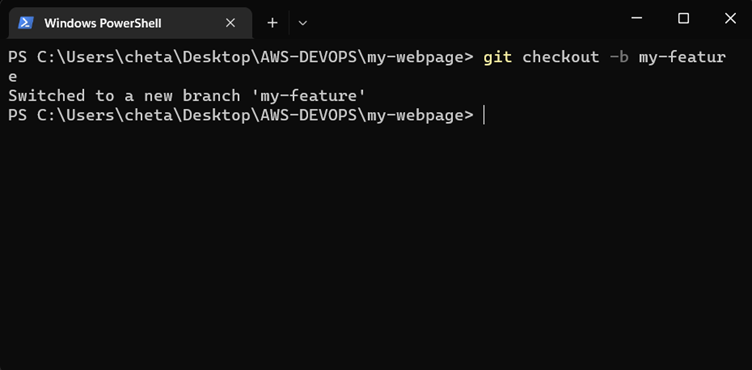 Windows PowerShell
PS C:\Users\cheta\Desktop\AWS-DEVOPS\my-webpage> git checkout -b my-featur
e
Switched to a new branch 'my-feature'
PS C:\Users\cheta\Desktop\AWS-DEVOPS\my-webpage>